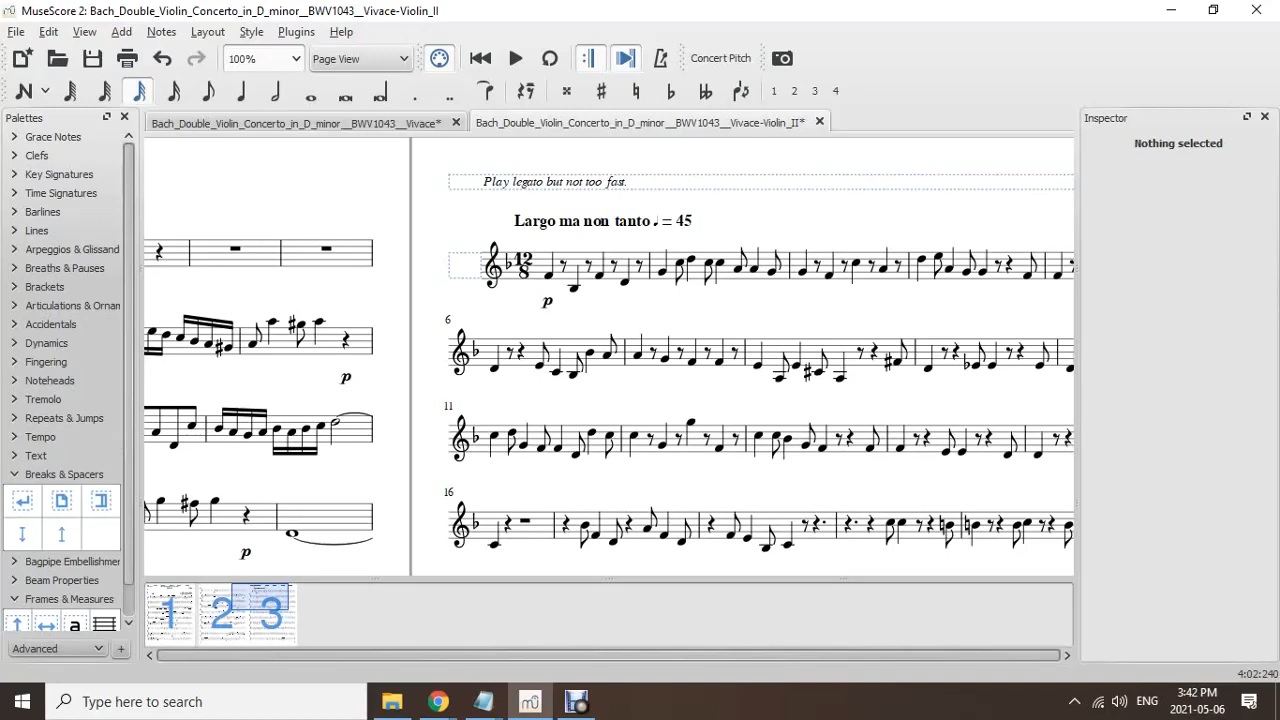 MuseScore 2: Bach_Double_Violin_Concerto_in_D_minor__BWV1043__Vivace-Violin_II
File Edit View Add Notes Layout Style Plugins Help
100% Page View Concert Pitch
1 2 3 4
Palettes
Grace Notes
Clefs
Key Signatures
Time Signatures
Barlines
Lines
Arpeggios & Glissand
Breaths & Pauses
Brackets
Articulations & Ornam
Accidentals
Dynamics
Fingering
Noteheads
Tremolo
Repeats & Jumps
Tempo
Text
Breaks & Spacers
Bagpipe Embellishmer
Beam Properties
Frames & Measures
a
Advanced +
Bach_Double_Violin_Concerto_in_D_minor__BWV1043__Vivace*
Bach_Double_Violin_Concerto_in_D_minor__BWV1043__Vivace-Violin_II*
Play legato but not too fast.
Largo ma non tanto ♩ = 45
12
8
p
6
p
11
16
p
1 2 3
Inspector
Nothing selected
4:02:240
Type here to search
ENG
3:42 PM
2021-05-06